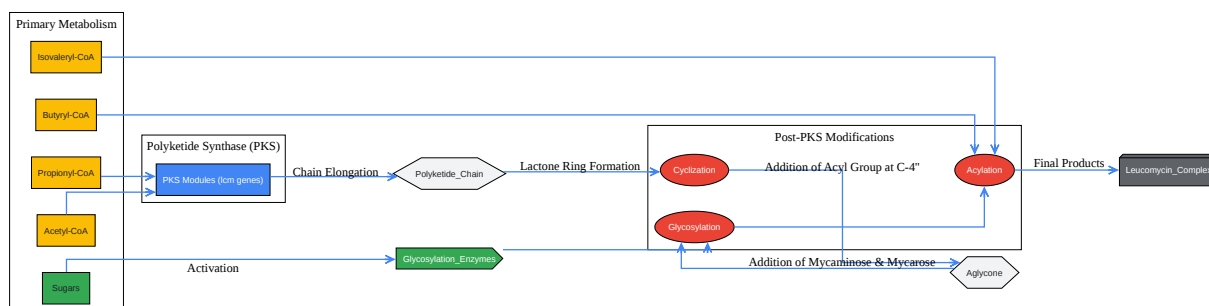 Primary Metabolism
Isovaleryl-CoA
Butyryl-CoA
Propionyl-CoA
Acetyl-CoA
Sugars
Polyketide Synthase (PKS)
PKS Modules (lcm genes)
Chain Elongation
Polyketide_Chain
Lactone Ring Formation
Activation
Glycosylation_Enzymes
Post-PKS Modifications
Cyclization
Addition of Acyl Group at C-4"
Acylation
Glycosylation
Addition of Mycaminose & Mycarose
Aglycone
Final Products
Leucomycin_Complex